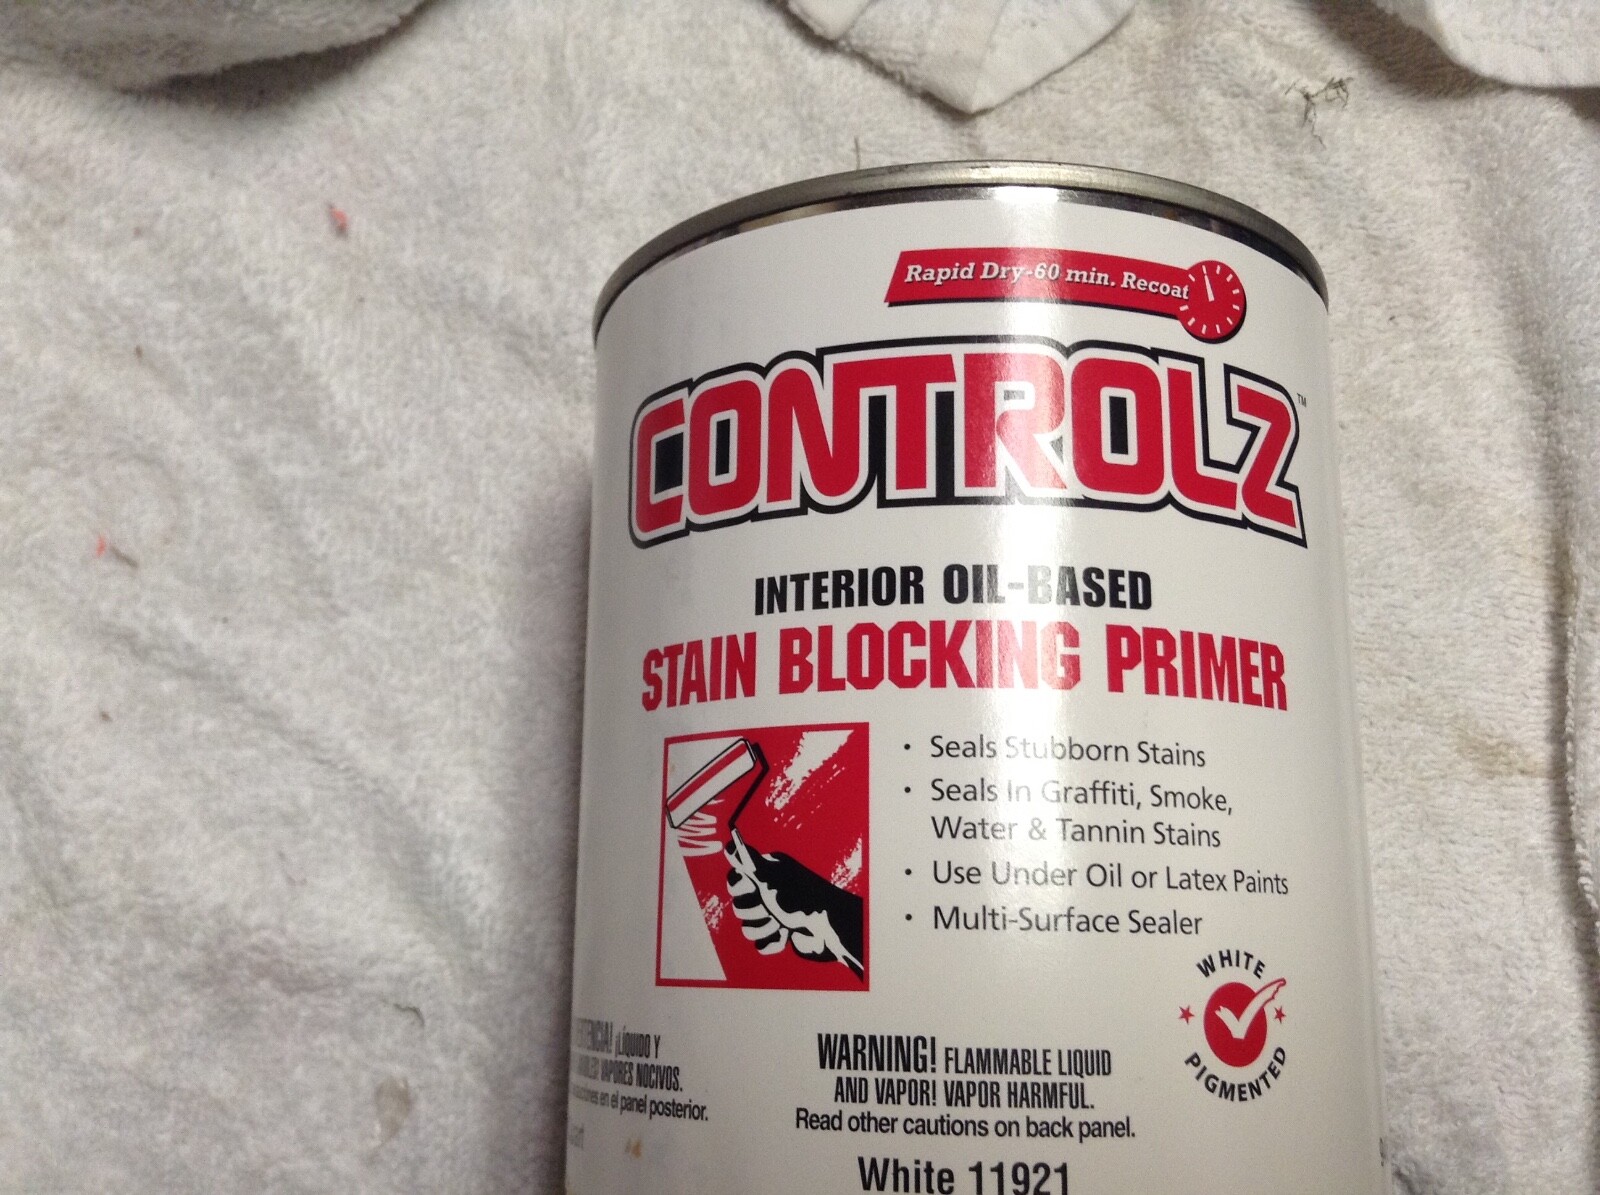 Rapid Dry-60 min. Recoat
CONTROLZ™
INTERIOR OIL-BASED
STAIN BLOCKING PRIMER
• Seals Stubborn Stains
• Seals In Graffiti, Smoke,
Water & Tannin Stains
• Use Under Oil or Latex Paints
• Multi-Surface Sealer
WHITE
PIGMENTED
¡LÍQUIDO Y
VAPORES NOCIVOS.
en el panel posterior.
WARNING! FLAMMABLE LIQUID
AND VAPOR! VAPOR HARMFUL.
Read other cautions on back panel.
White 11921